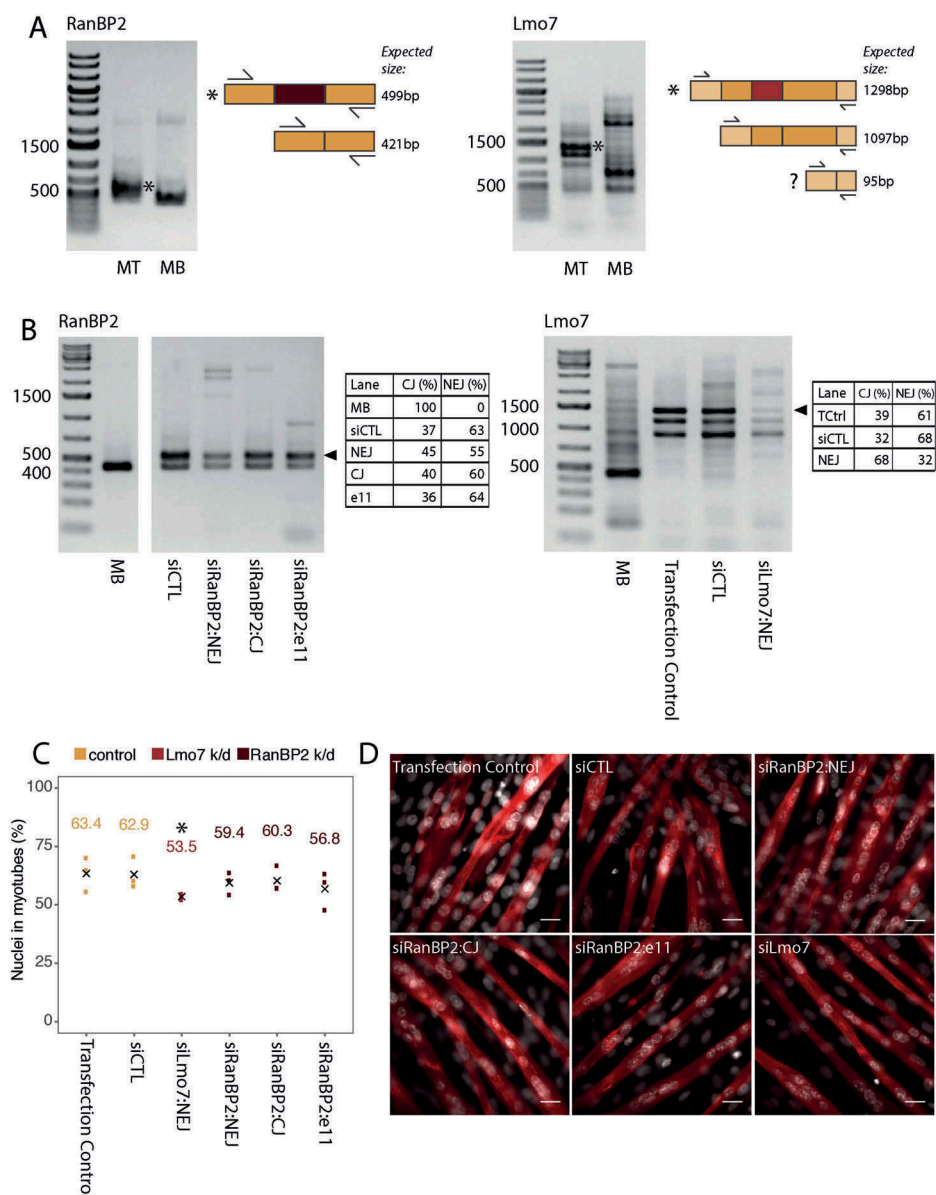 A
RanBP2
1500
500
*
MT
MB
Expected
size:
*
499bp
421bp
Lmo7
1500
500
*
MT
MB
Expected
size:
*
1298bp
1097bp
?
95bp
B
RanBP2
1500
500
400
MB
siCTL
siRanBP2:NEJ
siRanBP2:CJ
siRanBP2:e11
Lane CJ (%) NEJ (%)
MB 100 0
siCTL 37 63
NEJ 45 55
CJ 40 60
e11 36 64
Lmo7
1500
1000
500
MB
Transfection Control
siCTL
siLmo7:NEJ
Lane CJ (%) NEJ (%)
TCtrl 39 61
siCTL 32 68
NEJ 68 32
C
control Lmo7 k/d RanBP2 k/d
Nuclei in myotubes (%)
100
75
50
25
0
63.4
62.9
*
53.5
59.4
60.3
56.8
Transfection Contro
siCTL
siLmo7:NEJ
siRanBP2:NEJ
siRanBP2:CJ
siRanBP2:e11
D
Transfection Control
siCTL
siRanBP2:NEJ
siRanBP2:CJ
siRanBP2:e11
siLmo7